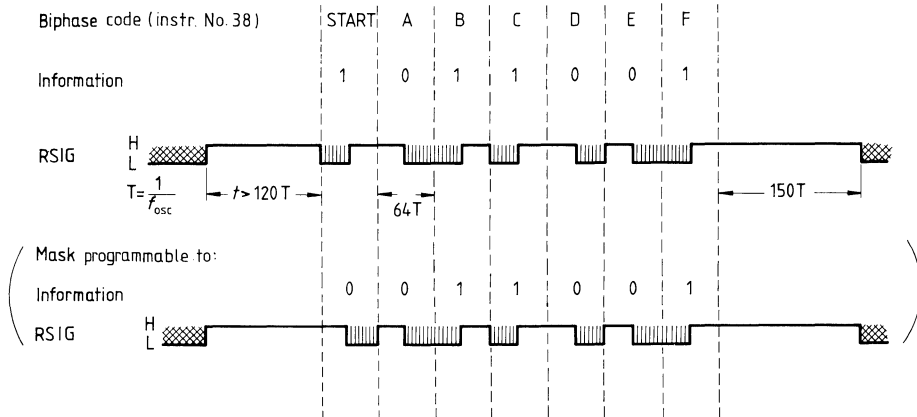 Biphase code (instr. No. 38) START A B C D E F
Information 1 0 1 1 0 0 1
RSIG H L
T = 1/fosc t > 120 T 64T 150T
Mask programmable to:
Information 0 0 1 1 0 0 1
RSIG H L